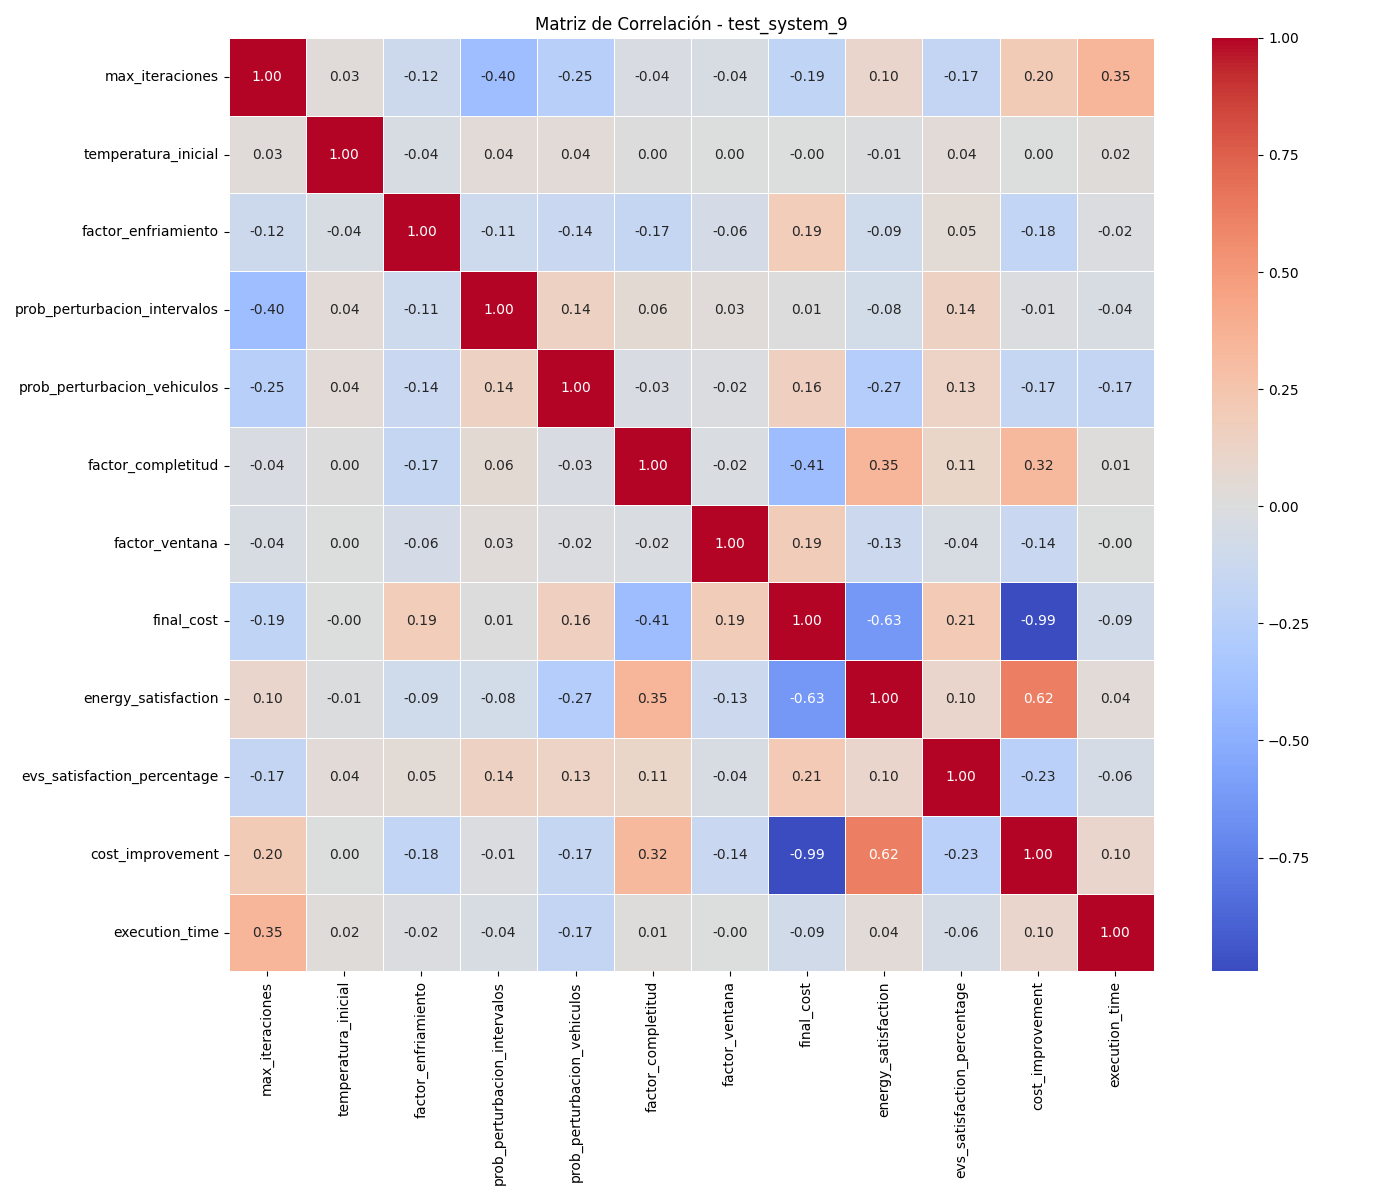 Matriz de Correlación - test_system_9
max_iteraciones 1.00 0.03 -0.12 -0.40 -0.25 -0.04 -0.04 -0.19 0.10 -0.17 0.20 0.35
temperatura_inicial 0.03 1.00 -0.04 0.04 0.04 0.00 0.00 -0.00 -0.01 0.04 0.00 0.02
factor_enfriamiento -0.12 -0.04 1.00 -0.11 -0.14 -0.17 -0.06 0.19 -0.09 0.05 -0.18 -0.02
prob_perturbacion_intervalos -0.40 0.04 -0.11 1.00 0.14 0.06 0.03 0.01 -0.08 0.14 -0.01 -0.04
prob_perturbacion_vehiculos -0.25 0.04 -0.14 0.14 1.00 -0.03 -0.02 0.16 -0.27 0.13 -0.17 -0.17
factor_completitud -0.04 0.00 -0.17 0.06 -0.03 1.00 -0.02 -0.41 0.35 0.11 0.32 0.01
factor_ventana -0.04 0.00 -0.06 0.03 -0.02 -0.02 1.00 0.19 -0.13 -0.04 -0.14 -0.00
final_cost -0.19 -0.00 0.19 0.01 0.16 -0.41 0.19 1.00 -0.63 0.21 -0.99 -0.09
energy_satisfaction 0.10 -0.01 -0.09 -0.08 -0.27 0.35 -0.13 -0.63 1.00 0.10 0.62 0.04
evs_satisfaction_percentage -0.17 0.04 0.05 0.14 0.13 0.11 -0.04 0.21 0.10 1.00 -0.23 -0.06
cost_improvement 0.20 0.00 -0.18 -0.01 -0.17 0.32 -0.14 -0.99 0.62 -0.23 1.00 0.10
execution_time 0.35 0.02 -0.02 -0.04 -0.17 0.01 -0.00 -0.09 0.04 -0.06 0.10 1.00
max_iteraciones
temperatura_inicial
factor_enfriamiento
prob_perturbacion_intervalos
prob_perturbacion_vehiculos
factor_completitud
factor_ventana
final_cost
energy_satisfaction
evs_satisfaction_percentage
cost_improvement
execution_time
1.00
0.75
0.50
0.25
0.00
−0.25
−0.50
−0.75